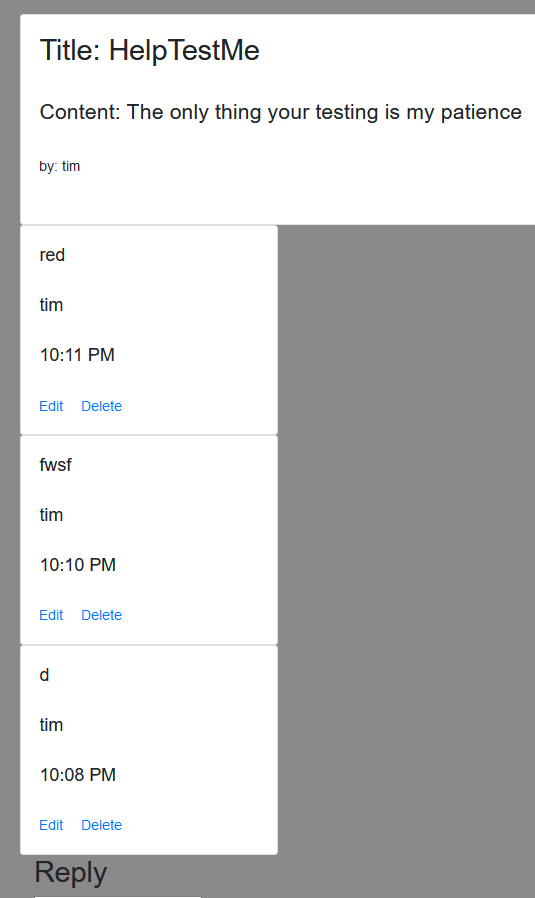 Title: HelpTestMe
Content: The only thing your testing is my patience
by: tim
red
tim
10:11 PM
Edit Delete
fwsf
tim
10:10 PM
Edit Delete
d
tim
10:08 PM
Edit Delete
Reply